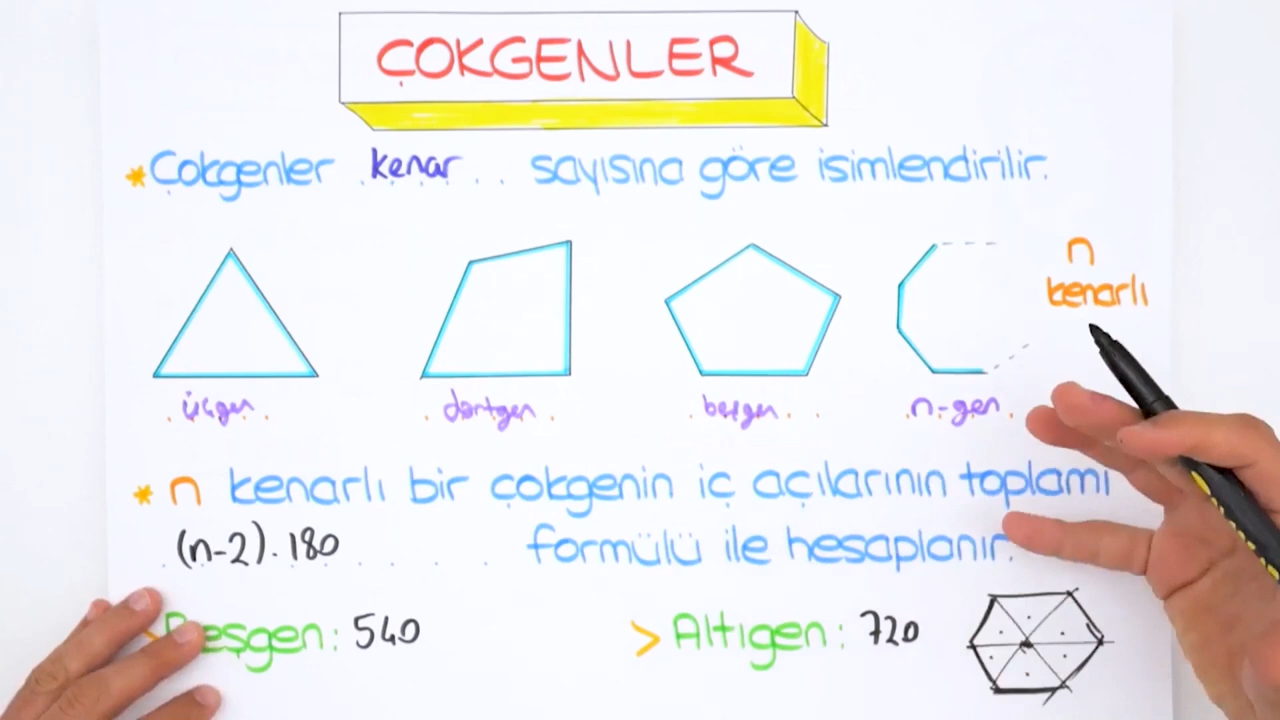 ÇOKGENLER
* Çokgenler kenar sayısına göre isimlendirilir.
n
kenarlı
üçgen dörtgen beşgen n-gen
* n kenarlı bir çokgenin iç açılarının toplamı
(n-2).180 formülü ile hesaplanır.
> Beşgen: 540 > Altıgen: 720